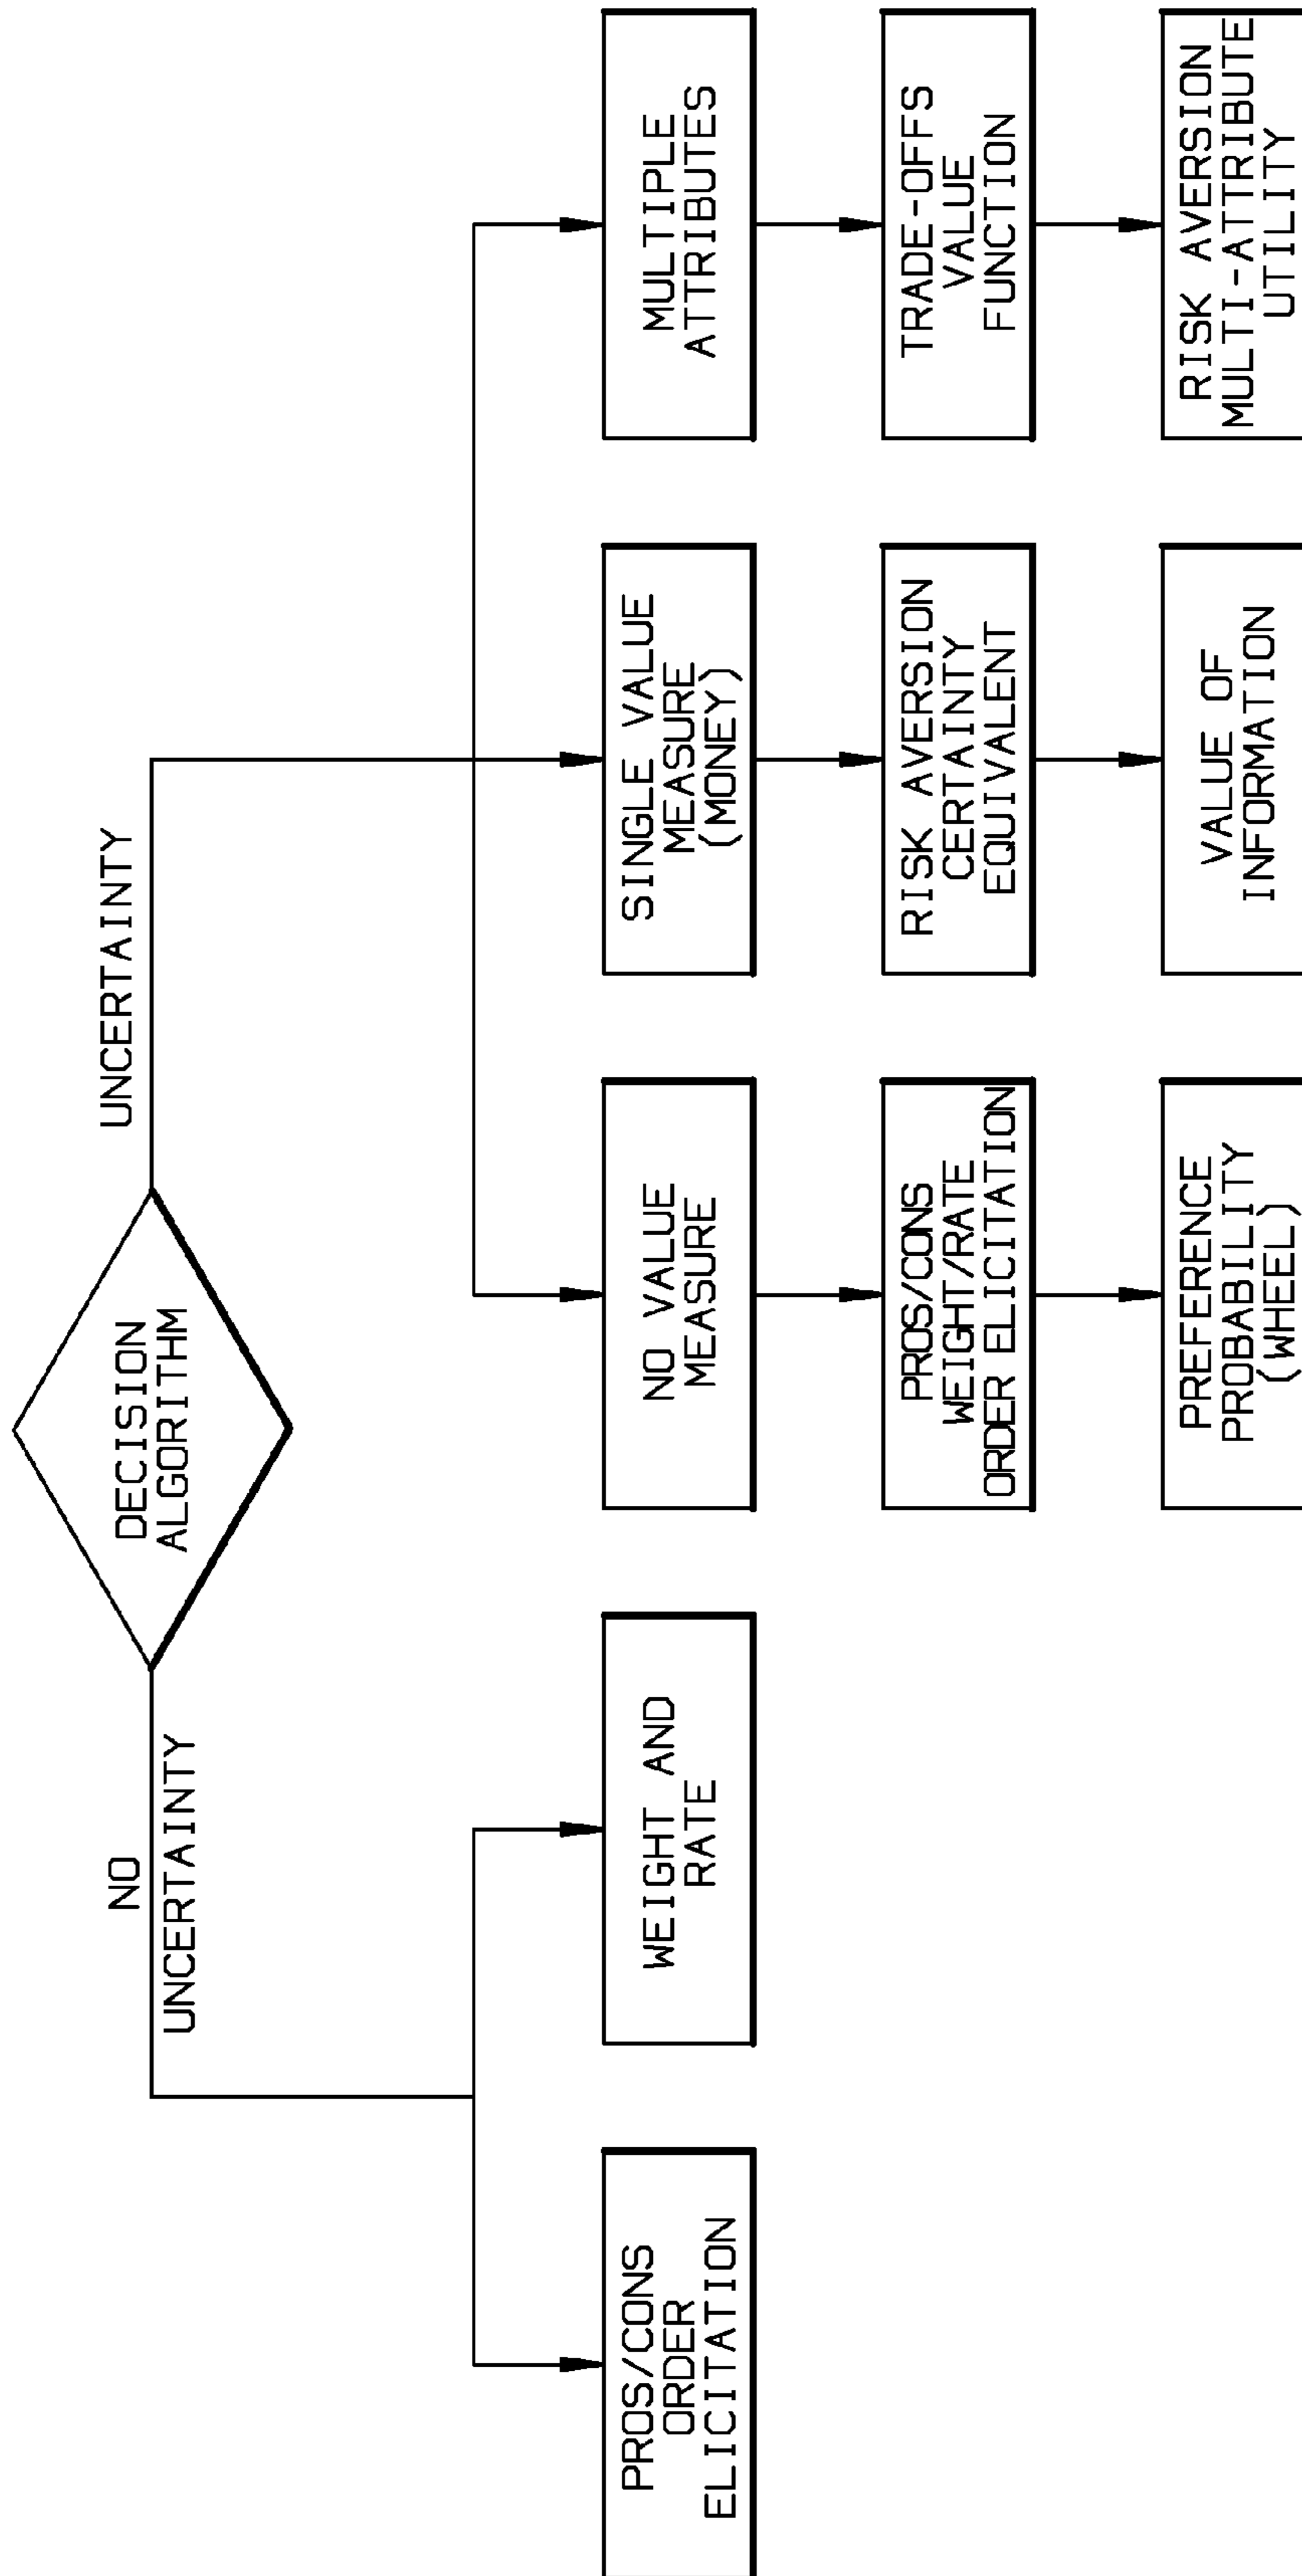 DECISION
ALGORITHM
NO
UNCERTAINTY
UNCERTAINTY
PROS/CONS
ORDER
ELICITATION
WEIGHT AND
RATE
NO VALUE
MEASURE
SINGLE VALUE
MEASURE
(MONEY)
MULTIPLE
ATTRIBUTES
PROS/CONS
WEIGHT/RATE
ORDER ELICITATION
RISK AVERSION
CERTAINTY
EQUIVALENT
TRADE-OFFS
VALUE
FUNCTION
PREFERENCE
PROBABILITY
(WHEEL)
VALUE OF
INFORMATION
RISK AVERSION
MULTI-ATTRIBUTE
UTILITY